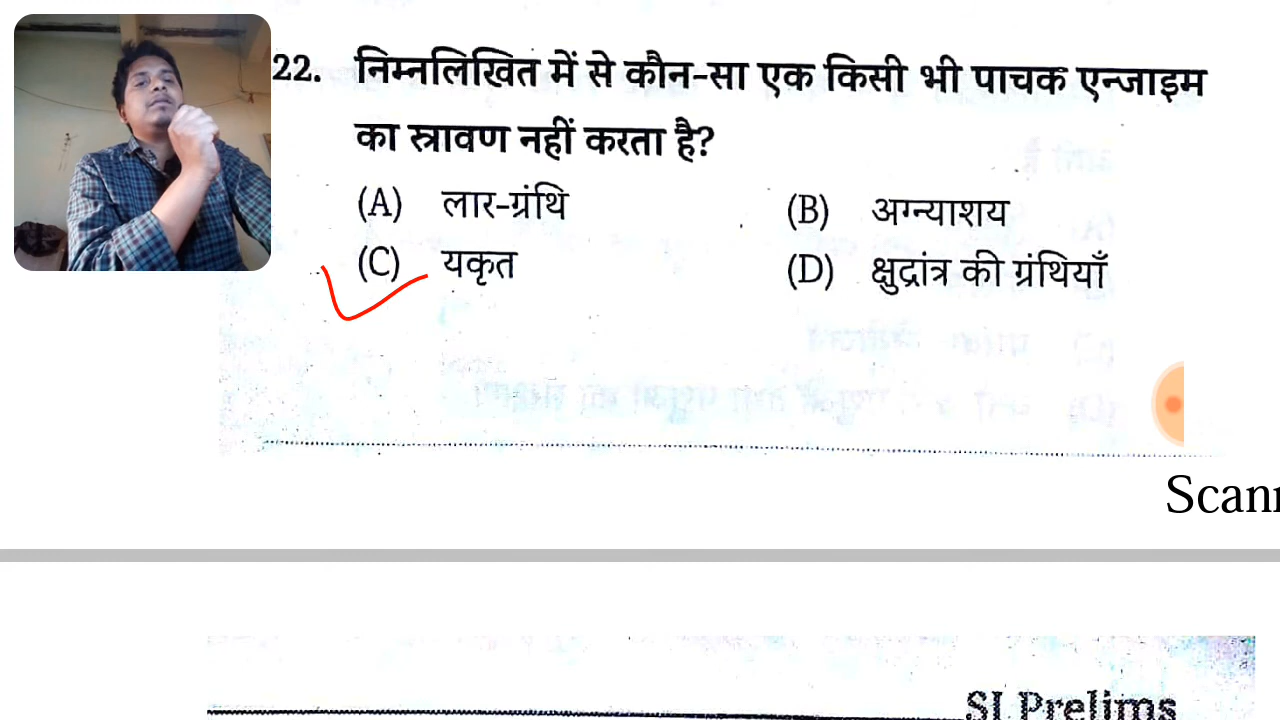 22. निम्नलिखित में से कौन-सा एक किसी भी पाचक एन्जाइम
का स्रावण नहीं करता है?
(A) लार-ग्रंथि (B) अग्न्याशय
(C) यकृत (D) क्षुद्रांत्र की ग्रंथियाँ
Scann
SI Prelims